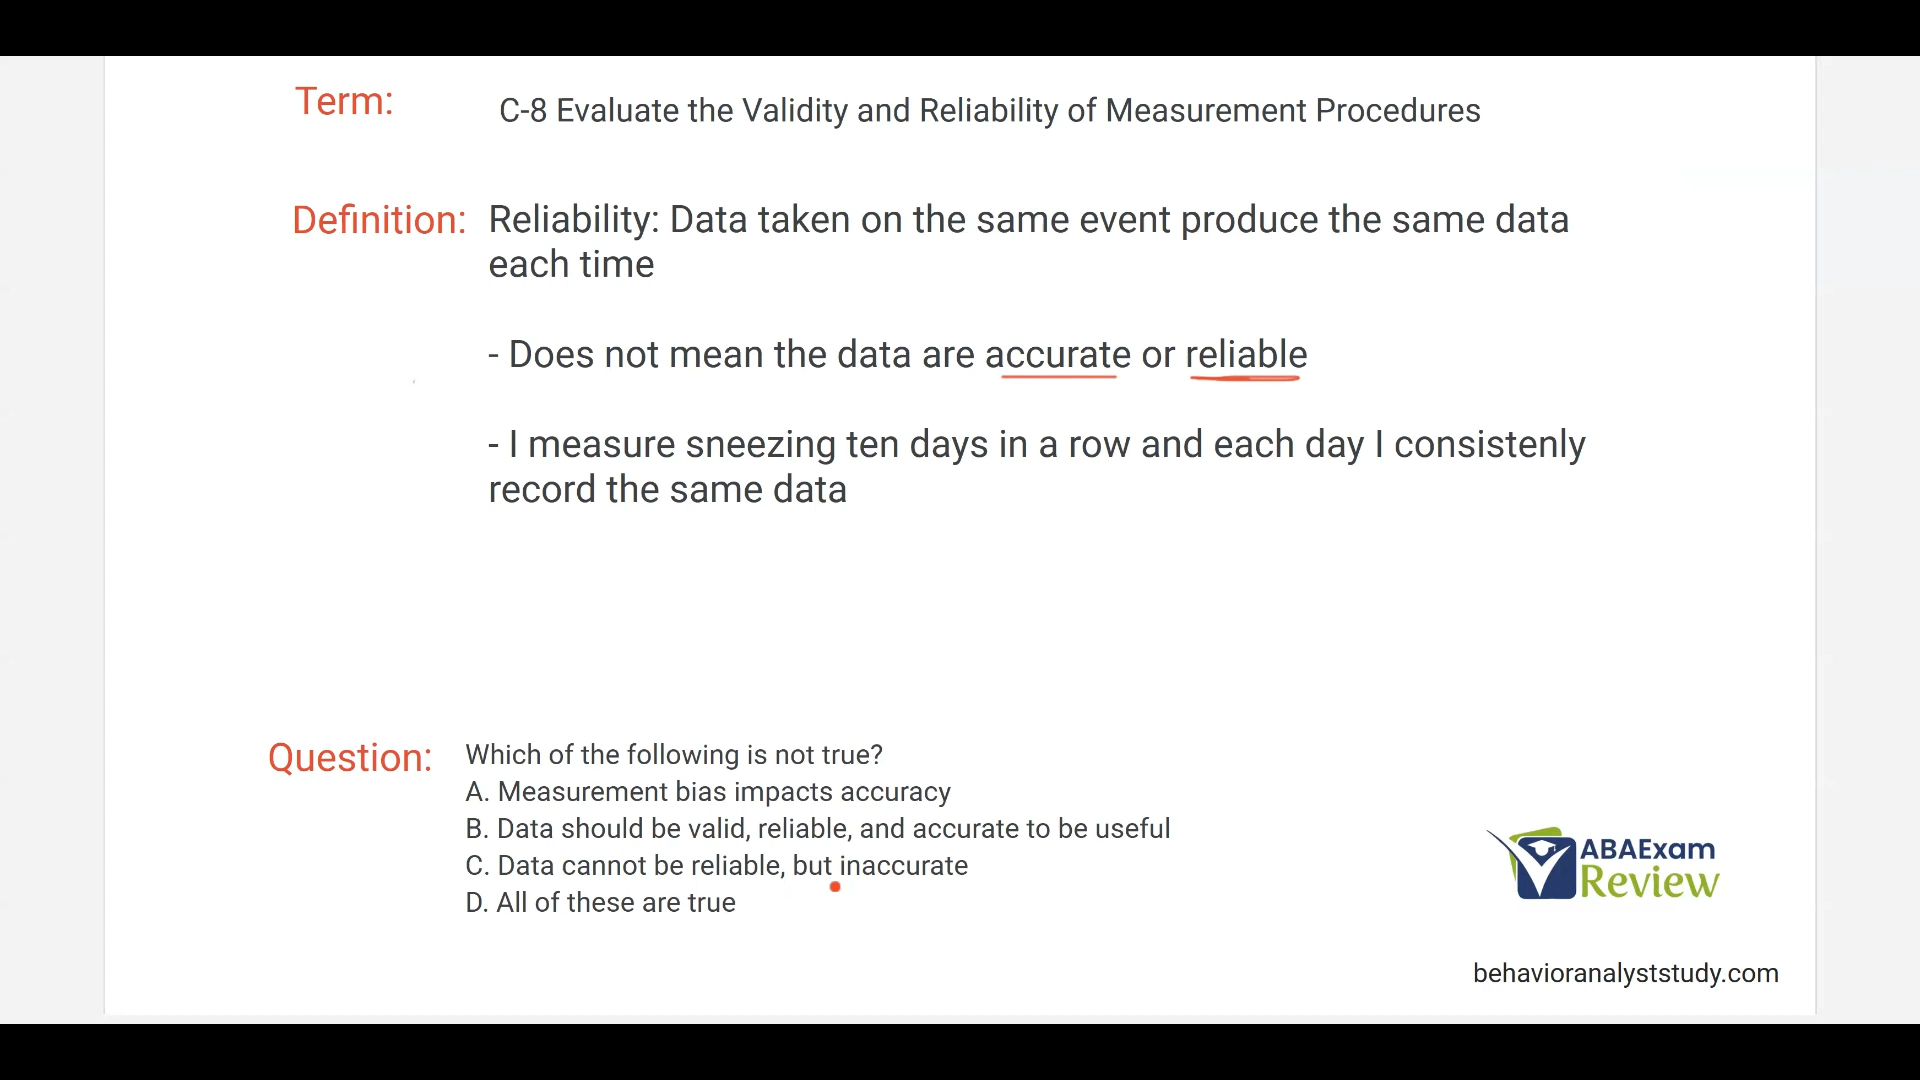 Term:
C-8 Evaluate the Validity and Reliability of Measurement Procedures
Definition:
Reliability: Data taken on the same event produce the same data
each time
- Does not mean the data are accurate or reliable
- I measure sneezing ten days in a row and each day I consistenly
record the same data
Question:
Which of the following is not true?
A. Measurement bias impacts accuracy
B. Data should be valid, reliable, and accurate to be useful
C. Data cannot be reliable, but inaccurate
D. All of these are true
ABAExam
Review
behavioranalyststudy.com